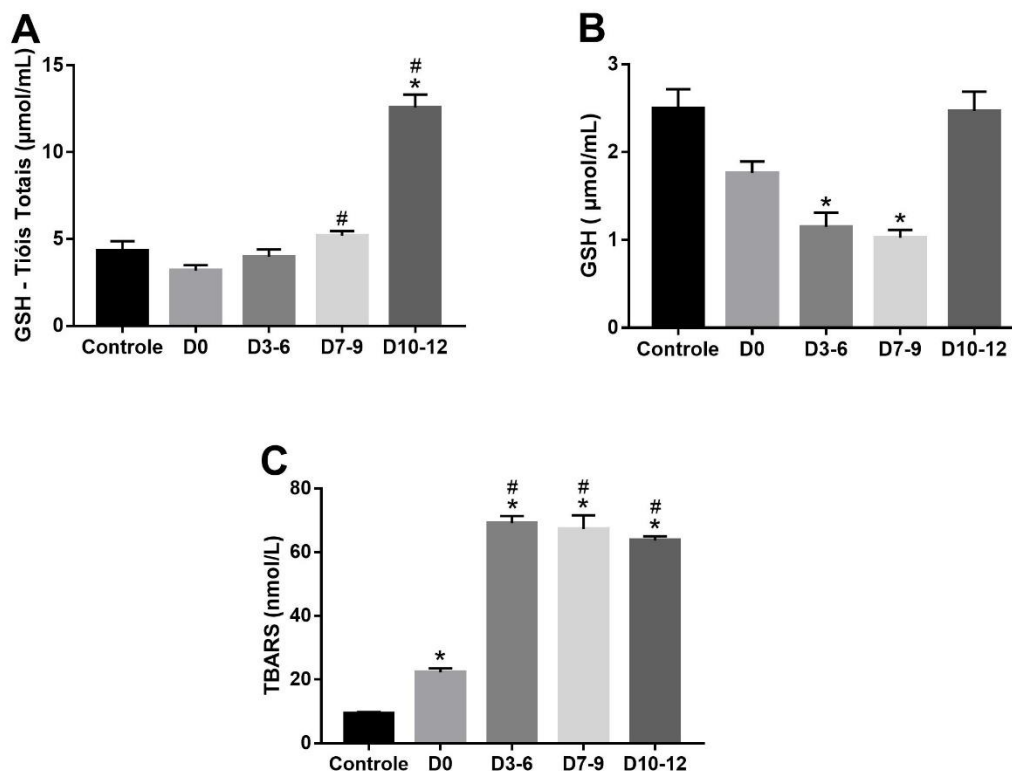 A
GSH - Tióis Totais (µmol/mL)
15
10
5
0
#
*
#
Controle D0 D3-6 D7-9 D10-12
B
GSH ( µmol/mL)
3
2
1
0
* *
Controle D0 D3-6 D7-9 D10-12
C
TBARS (nmol/L)
80
60
40
20
0
# # #
* * * *
Controle D0 D3-6 D7-9 D10-12